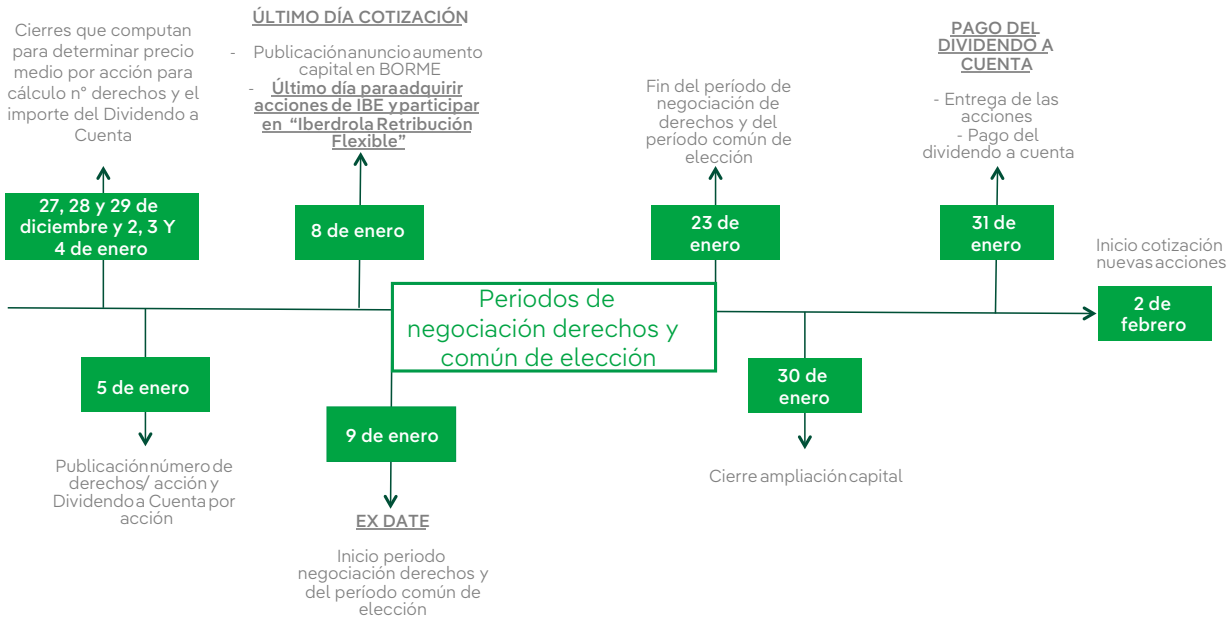 Cierres que computan
para determinar precio
medio por acción para
cálculo nº derechos y el
importe del Dividendo a
Cuenta
27, 28 y 29 de
diciembre y 2, 3 Y
4 de enero
5 de enero
Publicación número de
derechos/ acción y
Dividendo a Cuenta por
acción
ÚLTIMO DÍA COTIZACIÓN
- Publicación anuncio aumento
capital en BORME
- Último día para adquirir
acciones de IBE y participar
en “Iberdrola Retribución
Flexible”
8 de enero
9 de enero
EX DATE
Inicio periodo
negociación derechos y
del período común de
elección
Periodos de
negociación derechos y
común de elección
Fin del período de
negociación de
derechos y del
período común de
elección
23 de
enero
30 de
enero
Cierre ampliación capital
PAGO DEL
DIVIDENDO A
CUENTA
- Entrega de las
acciones
- Pago del
dividendo a cuenta
31 de
enero
Inicio cotización
nuevas acciones
2 de
febrero